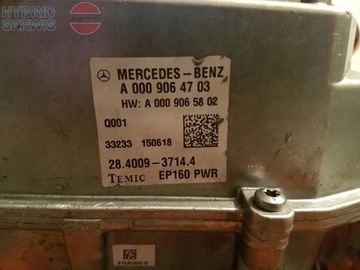 HYBRID
SERWIS
MERCEDES-BENZ
A 000 906 47 03
HW: A 000 906 58 02
Q001
33233 150618
28.4009-3714.4
TEMIC EP160 PWR